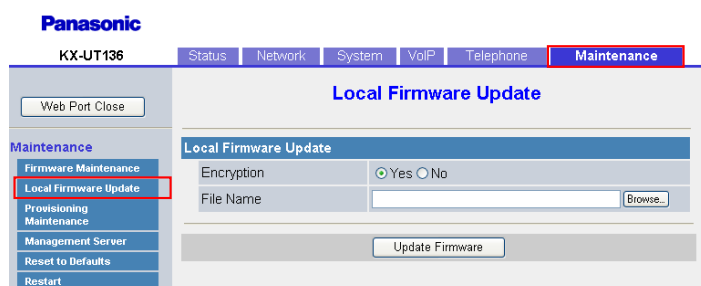 Panasonic
KX-UT136
Status Network System VoIP Telephone Maintenance
Web Port Close
Local Firmware Update
Maintenance
Firmware Maintenance
Local Firmware Update
Provisioning
Maintenance
Management Server
Reset to Defaults
Restart
Local Firmware Update
Encryption Yes No
File Name Browse...
Update Firmware